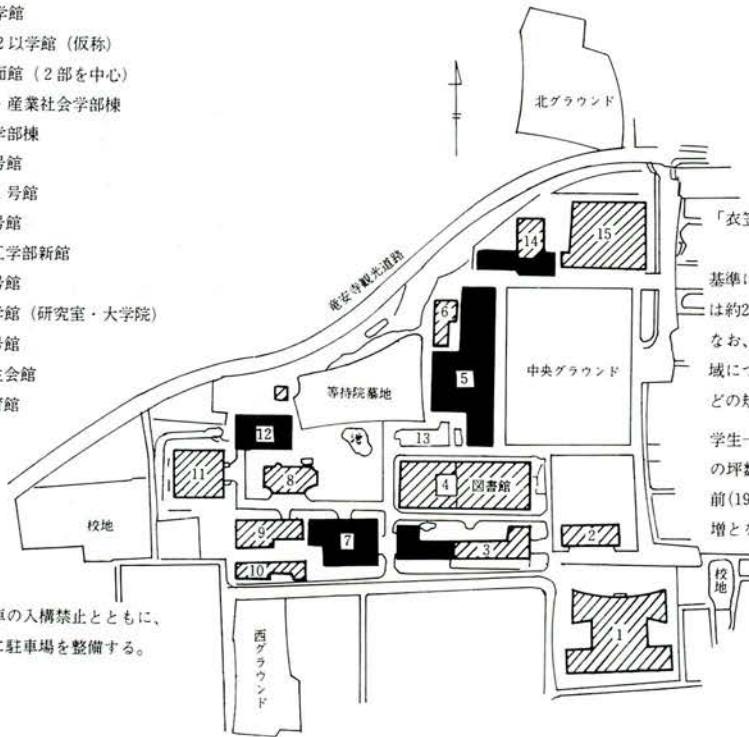 学館
2以学館（仮称）
面館（2部を中心）
・産業社会学部棟
学部棟
号館
号館
号館
工学部新館
号館
学館（研究室・大学院）
号館
生会館
館
車の入構禁止とともに、
に駐車場を整備する。
北グラウンド
竜安寺観光道路
14
15
6
5
中央グラウンド
等持院墓地
12
池
13
11
8
4
図書館
校地
9
7
3
2
10
西グラウンド
1
校地
「衣笠
基準に
は約2
なお、
域につ
どの規
学生一
の坪数
前(19
増とな